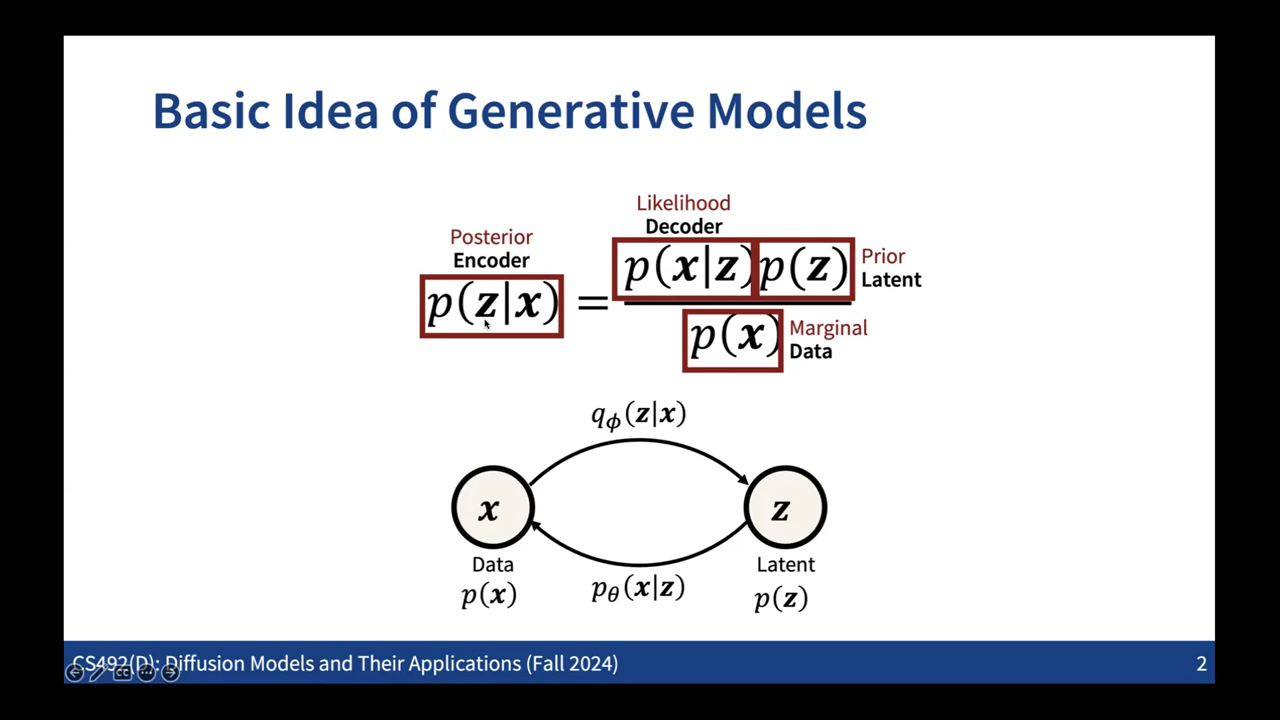 Basic Idea of Generative Models
Likelihood
Decoder
Posterior
Encoder
p(z|x) = p(x|z) p(z)
Prior
Latent
p(x)
Marginal
Data
qϕ(z|x)
x
z
Data
Latent
p(x)
pθ(x|z)
p(z)
CS492(D): Diffusion Models and Their Applications (Fall 2024)
2